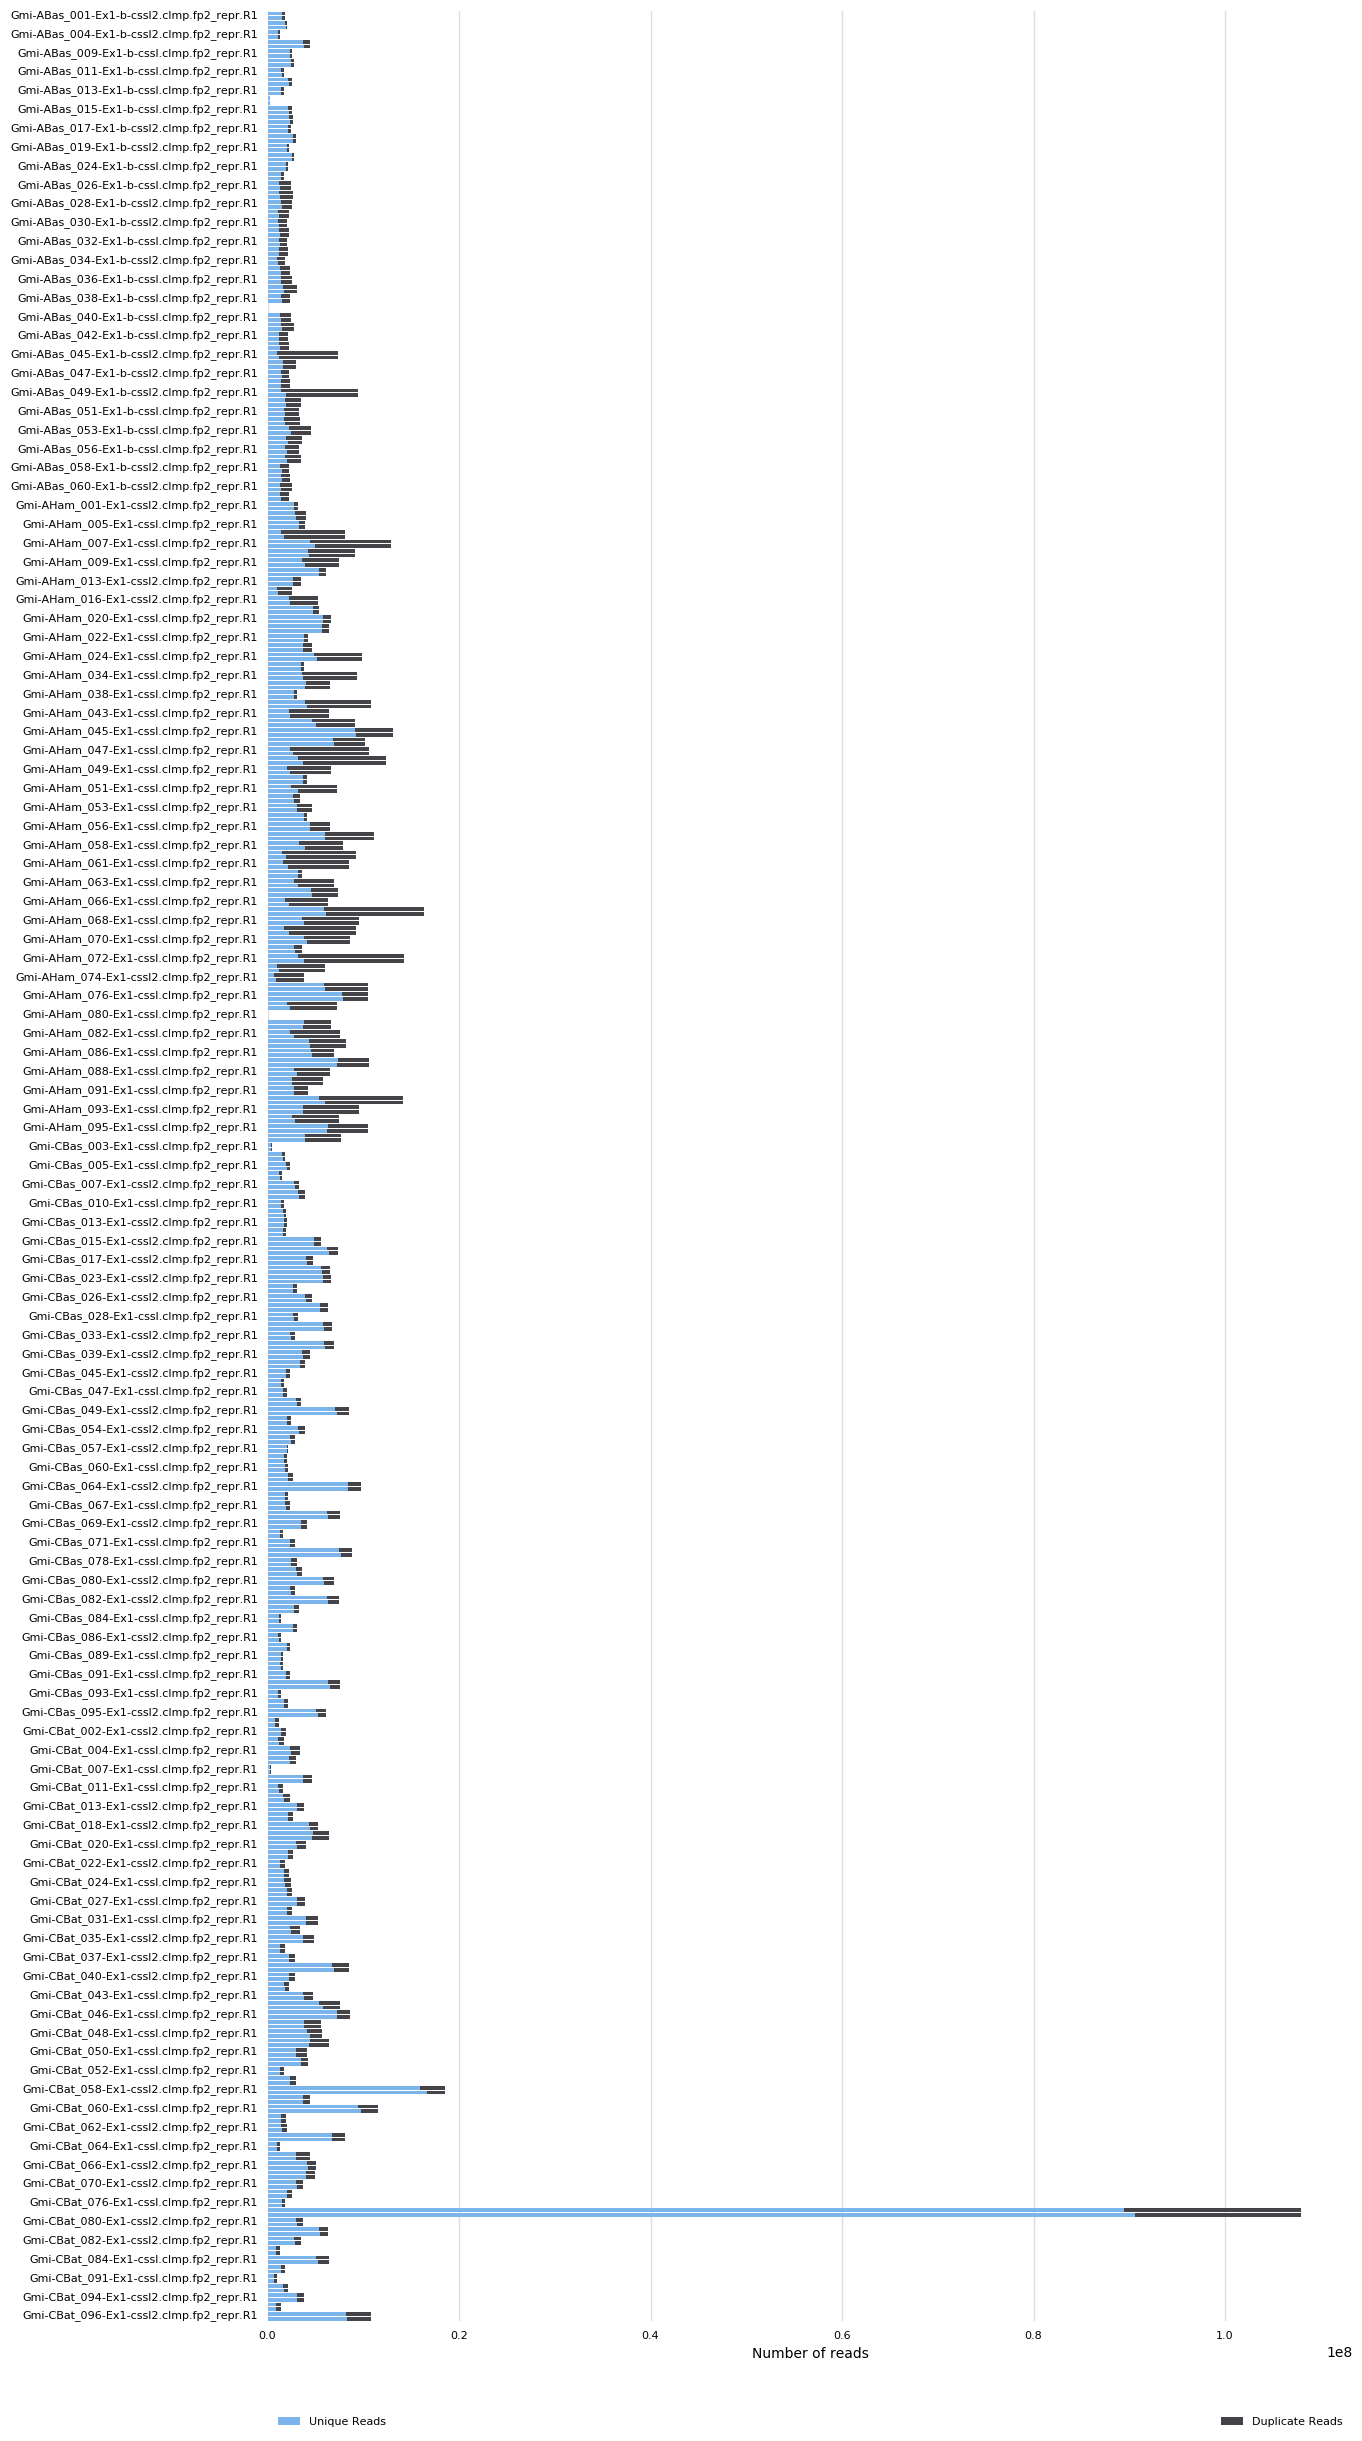 Gmi-ABas_001-Ex1-b-cssl2.clmp.fp2_repr.R1
Gmi-ABas_004-Ex1-b-cssl2.clmp.fp2_repr.R1
Gmi-ABas_009-Ex1-b-cssl.clmp.fp2_repr.R1
Gmi-ABas_011-Ex1-b-cssl.clmp.fp2_repr.R1
Gmi-ABas_013-Ex1-b-cssl.clmp.fp2_repr.R1
Gmi-ABas_015-Ex1-b-cssl.clmp.fp2_repr.R1
Gmi-ABas_017-Ex1-b-cssl.clmp.fp2_repr.R1
Gmi-ABas_019-Ex1-b-cssl2.clmp.fp2_repr.R1
Gmi-ABas_024-Ex1-b-cssl.clmp.fp2_repr.R1
Gmi-ABas_026-Ex1-b-cssl.clmp.fp2_repr.R1
Gmi-ABas_028-Ex1-b-cssl.clmp.fp2_repr.R1
Gmi-ABas_030-Ex1-b-cssl2.clmp.fp2_repr.R1
Gmi-ABas_032-Ex1-b-cssl.clmp.fp2_repr.R1
Gmi-ABas_034-Ex1-b-cssl2.clmp.fp2_repr.R1
Gmi-ABas_036-Ex1-b-cssl.clmp.fp2_repr.R1
Gmi-ABas_038-Ex1-b-cssl.clmp.fp2_repr.R1
Gmi-ABas_040-Ex1-b-cssl.clmp.fp2_repr.R1
Gmi-ABas_042-Ex1-b-cssl.clmp.fp2_repr.R1
Gmi-ABas_045-Ex1-b-cssl2.clmp.fp2_repr.R1
Gmi-ABas_047-Ex1-b-cssl.clmp.fp2_repr.R1
Gmi-ABas_049-Ex1-b-cssl2.clmp.fp2_repr.R1
Gmi-ABas_051-Ex1-b-cssl.clmp.fp2_repr.R1
Gmi-ABas_053-Ex1-b-cssl.clmp.fp2_repr.R1
Gmi-ABas_056-Ex1-b-cssl.clmp.fp2_repr.R1
Gmi-ABas_058-Ex1-b-cssl2.clmp.fp2_repr.R1
Gmi-ABas_060-Ex1-b-cssl2.clmp.fp2_repr.R1
Gmi-AHam_001-Ex1-cssl2.clmp.fp2_repr.R1
Gmi-AHam_005-Ex1-cssl.clmp.fp2_repr.R1
Gmi-AHam_007-Ex1-cssl.clmp.fp2_repr.R1
Gmi-AHam_009-Ex1-cssl.clmp.fp2_repr.R1
Gmi-AHam_013-Ex1-cssl2.clmp.fp2_repr.R1
Gmi-AHam_016-Ex1-cssl2.clmp.fp2_repr.R1
Gmi-AHam_020-Ex1-cssl.clmp.fp2_repr.R1
Gmi-AHam_022-Ex1-cssl.clmp.fp2_repr.R1
Gmi-AHam_024-Ex1-cssl.clmp.fp2_repr.R1
Gmi-AHam_034-Ex1-cssl.clmp.fp2_repr.R1
Gmi-AHam_038-Ex1-cssl.clmp.fp2_repr.R1
Gmi-AHam_043-Ex1-cssl.clmp.fp2_repr.R1
Gmi-AHam_045-Ex1-cssl.clmp.fp2_repr.R1
Gmi-AHam_047-Ex1-cssl.clmp.fp2_repr.R1
Gmi-AHam_049-Ex1-cssl.clmp.fp2_repr.R1
Gmi-AHam_051-Ex1-cssl.clmp.fp2_repr.R1
Gmi-AHam_053-Ex1-cssl.clmp.fp2_repr.R1
Gmi-AHam_056-Ex1-cssl.clmp.fp2_repr.R1
Gmi-AHam_058-Ex1-cssl.clmp.fp2_repr.R1
Gmi-AHam_061-Ex1-cssl.clmp.fp2_repr.R1
Gmi-AHam_063-Ex1-cssl.clmp.fp2_repr.R1
Gmi-AHam_066-Ex1-cssl.clmp.fp2_repr.R1
Gmi-AHam_068-Ex1-cssl.clmp.fp2_repr.R1
Gmi-AHam_070-Ex1-cssl.clmp.fp2_repr.R1
Gmi-AHam_072-Ex1-cssl.clmp.fp2_repr.R1
Gmi-AHam_074-Ex1-cssl2.clmp.fp2_repr.R1
Gmi-AHam_076-Ex1-cssl.clmp.fp2_repr.R1
Gmi-AHam_080-Ex1-cssl.clmp.fp2_repr.R1
Gmi-AHam_082-Ex1-cssl.clmp.fp2_repr.R1
Gmi-AHam_086-Ex1-cssl.clmp.fp2_repr.R1
Gmi-AHam_088-Ex1-cssl.clmp.fp2_repr.R1
Gmi-AHam_091-Ex1-cssl.clmp.fp2_repr.R1
Gmi-AHam_093-Ex1-cssl.clmp.fp2_repr.R1
Gmi-AHam_095-Ex1-cssl.clmp.fp2_repr.R1
Gmi-CBas_003-Ex1-cssl.clmp.fp2_repr.R1
Gmi-CBas_005-Ex1-cssl.clmp.fp2_repr.R1
Gmi-CBas_007-Ex1-cssl2.clmp.fp2_repr.R1
Gmi-CBas_010-Ex1-cssl.clmp.fp2_repr.R1
Gmi-CBas_013-Ex1-cssl2.clmp.fp2_repr.R1
Gmi-CBas_015-Ex1-cssl2.clmp.fp2_repr.R1
Gmi-CBas_017-Ex1-cssl2.clmp.fp2_repr.R1
Gmi-CBas_023-Ex1-cssl2.clmp.fp2_repr.R1
Gmi-CBas_026-Ex1-cssl2.clmp.fp2_repr.R1
Gmi-CBas_028-Ex1-cssl.clmp.fp2_repr.R1
Gmi-CBas_033-Ex1-cssl2.clmp.fp2_repr.R1
Gmi-CBas_039-Ex1-cssl2.clmp.fp2_repr.R1
Gmi-CBas_045-Ex1-cssl2.clmp.fp2_repr.R1
Gmi-CBas_047-Ex1-cssl.clmp.fp2_repr.R1
Gmi-CBas_049-Ex1-cssl2.clmp.fp2_repr.R1
Gmi-CBas_054-Ex1-cssl.clmp.fp2_repr.R1
Gmi-CBas_057-Ex1-cssl2.clmp.fp2_repr.R1
Gmi-CBas_060-Ex1-cssl.clmp.fp2_repr.R1
Gmi-CBas_064-Ex1-cssl2.clmp.fp2_repr.R1
Gmi-CBas_067-Ex1-cssl.clmp.fp2_repr.R1
Gmi-CBas_069-Ex1-cssl2.clmp.fp2_repr.R1
Gmi-CBas_071-Ex1-cssl.clmp.fp2_repr.R1
Gmi-CBas_078-Ex1-cssl.clmp.fp2_repr.R1
Gmi-CBas_080-Ex1-cssl2.clmp.fp2_repr.R1
Gmi-CBas_082-Ex1-cssl2.clmp.fp2_repr.R1
Gmi-CBas_084-Ex1-cssl.clmp.fp2_repr.R1
Gmi-CBas_086-Ex1-cssl2.clmp.fp2_repr.R1
Gmi-CBas_089-Ex1-cssl.clmp.fp2_repr.R1
Gmi-CBas_091-Ex1-cssl.clmp.fp2_repr.R1
Gmi-CBas_093-Ex1-cssl.clmp.fp2_repr.R1
Gmi-CBas_095-Ex1-cssl2.clmp.fp2_repr.R1
Gmi-CBat_002-Ex1-cssl2.clmp.fp2_repr.R1
Gmi-CBat_004-Ex1-cssl.clmp.fp2_repr.R1
Gmi-CBat_007-Ex1-cssl.clmp.fp2_repr.R1
Gmi-CBat_011-Ex1-cssl.clmp.fp2_repr.R1
Gmi-CBat_013-Ex1-cssl2.clmp.fp2_repr.R1
Gmi-CBat_018-Ex1-cssl2.clmp.fp2_repr.R1
Gmi-CBat_020-Ex1-cssl.clmp.fp2_repr.R1
Gmi-CBat_022-Ex1-cssl2.clmp.fp2_repr.R1
Gmi-CBat_024-Ex1-cssl.clmp.fp2_repr.R1
Gmi-CBat_027-Ex1-cssl.clmp.fp2_repr.R1
Gmi-CBat_031-Ex1-cssl.clmp.fp2_repr.R1
Gmi-CBat_035-Ex1-cssl.clmp.fp2_repr.R1
Gmi-CBat_037-Ex1-cssl2.clmp.fp2_repr.R1
Gmi-CBat_040-Ex1-cssl2.clmp.fp2_repr.R1
Gmi-CBat_043-Ex1-cssl.clmp.fp2_repr.R1
Gmi-CBat_046-Ex1-cssl.clmp.fp2_repr.R1
Gmi-CBat_048-Ex1-cssl.clmp.fp2_repr.R1
Gmi-CBat_050-Ex1-cssl.clmp.fp2_repr.R1
Gmi-CBat_052-Ex1-cssl.clmp.fp2_repr.R1
Gmi-CBat_058-Ex1-cssl2.clmp.fp2_repr.R1
Gmi-CBat_060-Ex1-cssl2.clmp.fp2_repr.R1
Gmi-CBat_062-Ex1-cssl2.clmp.fp2_repr.R1
Gmi-CBat_064-Ex1-cssl.clmp.fp2_repr.R1
Gmi-CBat_066-Ex1-cssl2.clmp.fp2_repr.R1
Gmi-CBat_070-Ex1-cssl2.clmp.fp2_repr.R1
Gmi-CBat_076-Ex1-cssl.clmp.fp2_repr.R1
Gmi-CBat_080-Ex1-cssl2.clmp.fp2_repr.R1
Gmi-CBat_082-Ex1-cssl2.clmp.fp2_repr.R1
Gmi-CBat_084-Ex1-cssl.clmp.fp2_repr.R1
Gmi-CBat_091-Ex1-cssl.clmp.fp2_repr.R1
Gmi-CBat_094-Ex1-cssl2.clmp.fp2_repr.R1
Gmi-CBat_096-Ex1-cssl2.clmp.fp2_repr.R1
0.0 0.2 0.4 0.6 0.8 1.0
Number of reads
1e8
Unique Reads Duplicate Reads